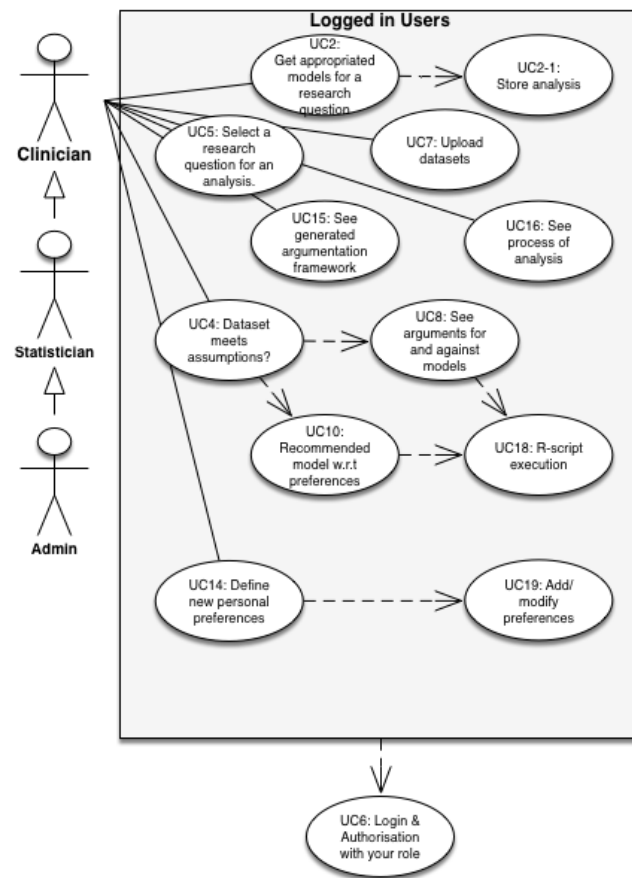 Logged in Users
UC2:
Get appropriated
models for a
research
question
UC2-1:
Store analysis
Clinician
UC5: Select a
research
question for an
analysis.
UC7: Upload
datasets
UC15: See
generated
argumentation
framework
UC16: See
process of
analysis
Statistician
UC4: Dataset
meets
assumptions?
UC8: See
arguments for
and against
models
UC10:
Recommended
model w.r.t
preferences
UC18: R-script
execution
Admin
UC14: Define
new personal
preferences
UC19: Add/
modify
preferences
UC6: Login &
Authorisation
with your role